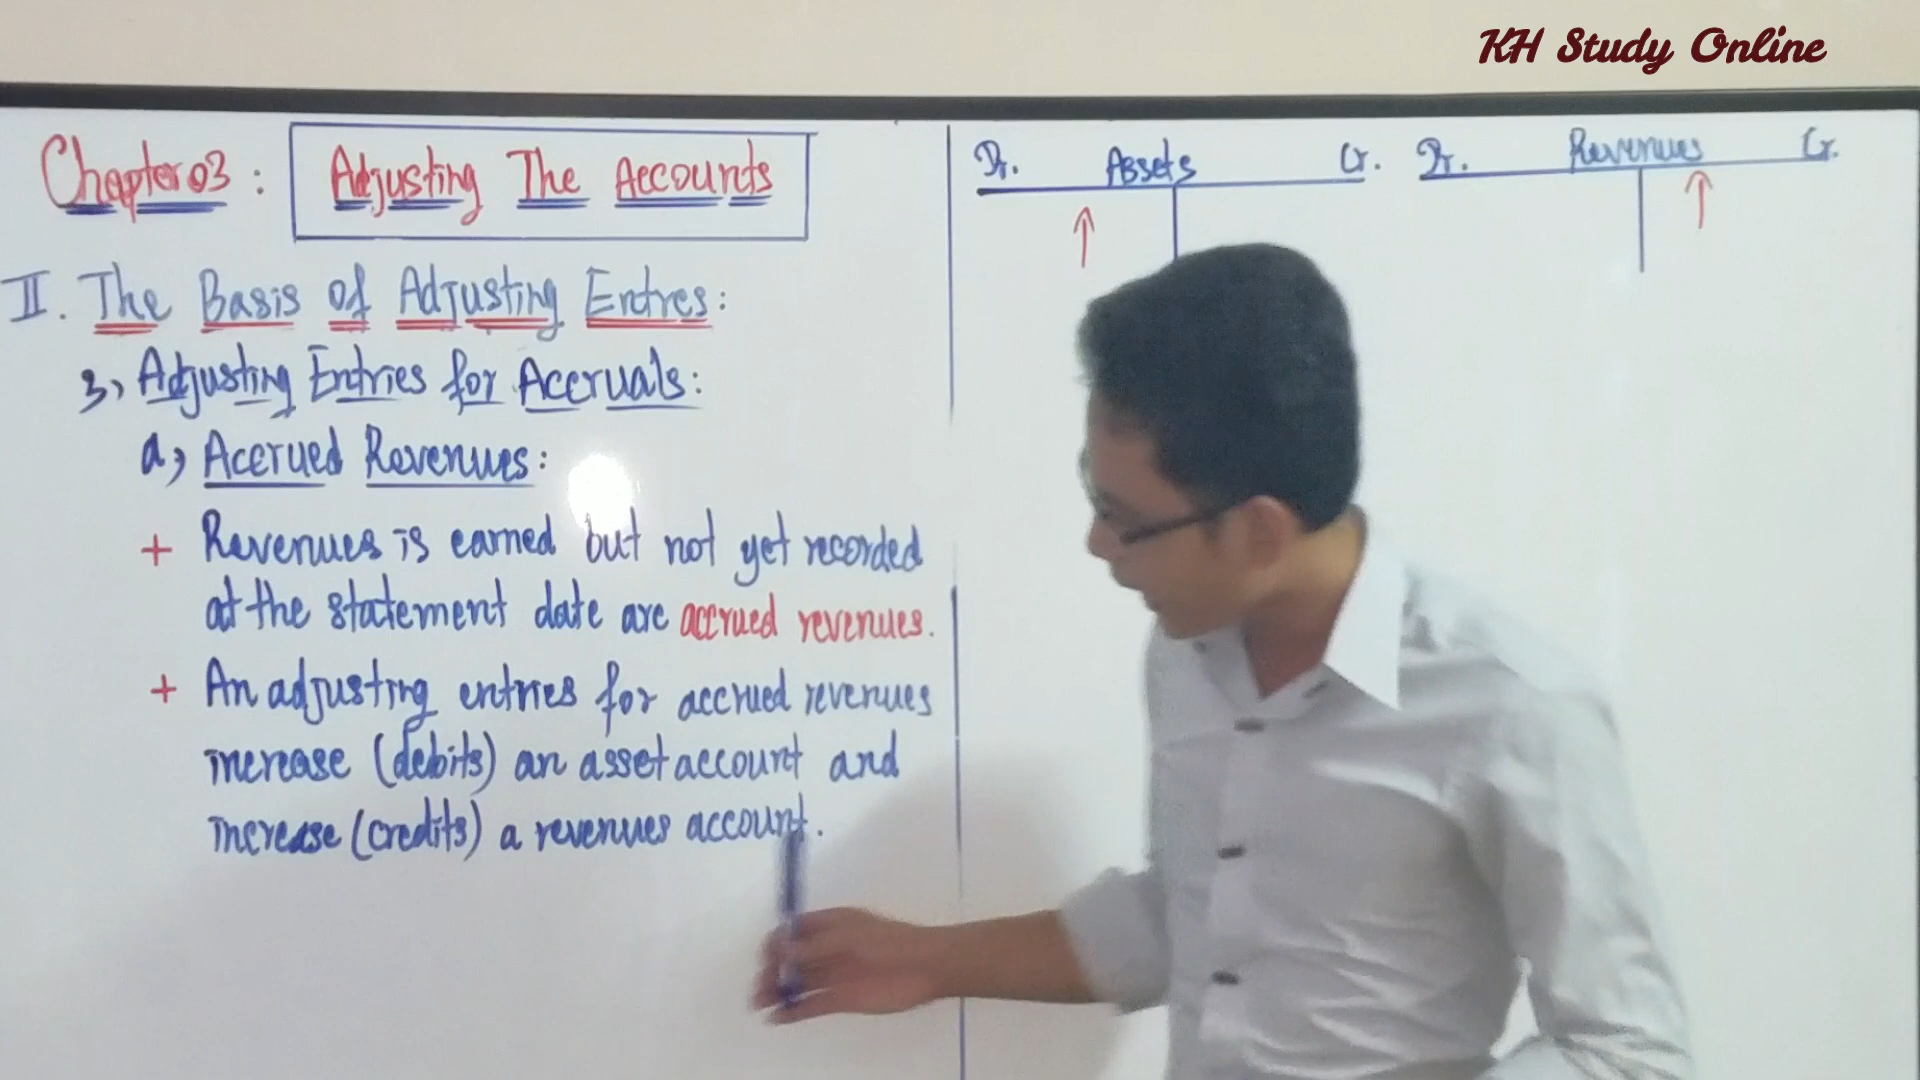 KH Study Online
Chapter 03 : Adjusting The Accounts
II. The Basis of Adjusting Entres:
3, Adjusting Entries for Accruals:
a, Accrued Revenues:
+ Revenues is earned but not yet recorded
at the statement date are accrued revenues.
+ An adjusting entries for accrued revenues
increase (debits) an asset account and
increase (credits) a revenues account.
Dr. Assets Cr.
Dr. Revenues Cr.